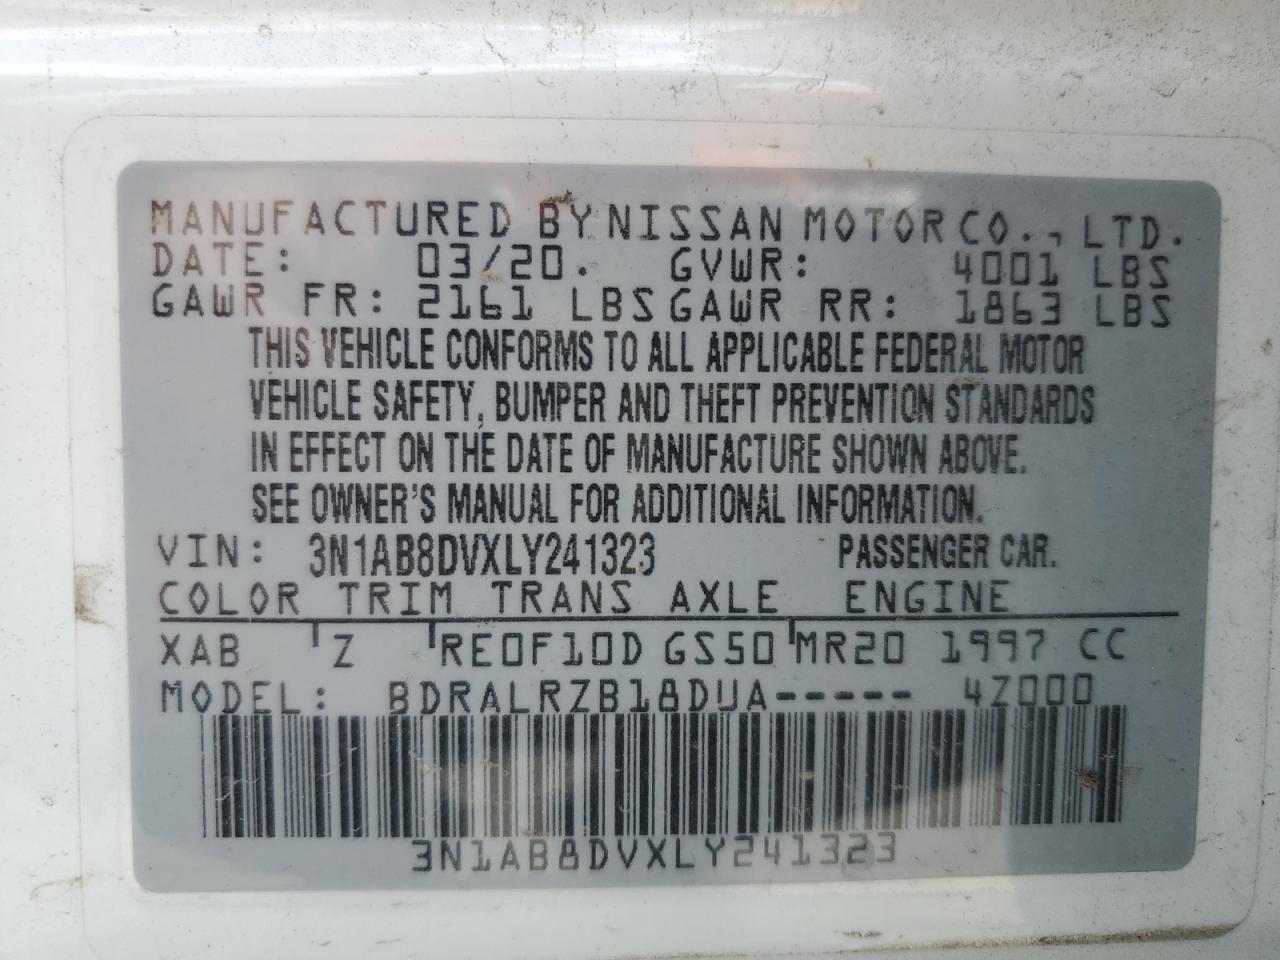 MANUFACTURED BY NISSAN MOTOR CO., LTD.
DATE: 03/20. GVWR: 4001 LBS
GAWR FR: 2161 LBS GAWR RR: 1863 LBS
THIS VEHICLE CONFORMS TO ALL APPLICABLE FEDERAL MOTOR
VEHICLE SAFETY, BUMPER AND THEFT PREVENTION STANDARDS
IN EFFECT ON THE DATE OF MANUFACTURE SHOWN ABOVE.
SEE OWNER'S MANUAL FOR ADDITIONAL INFORMATION.
VIN: 3N1AB8DVXLY241323 PASSENGER CAR.
COLOR TRIM TRANS AXLE ENGINE
XAB Z RE0F10D GS50 MR20 1997 CC
MODEL: BDRALRZB18DUA----- 4Z000
3N1AB8DVXLY241323